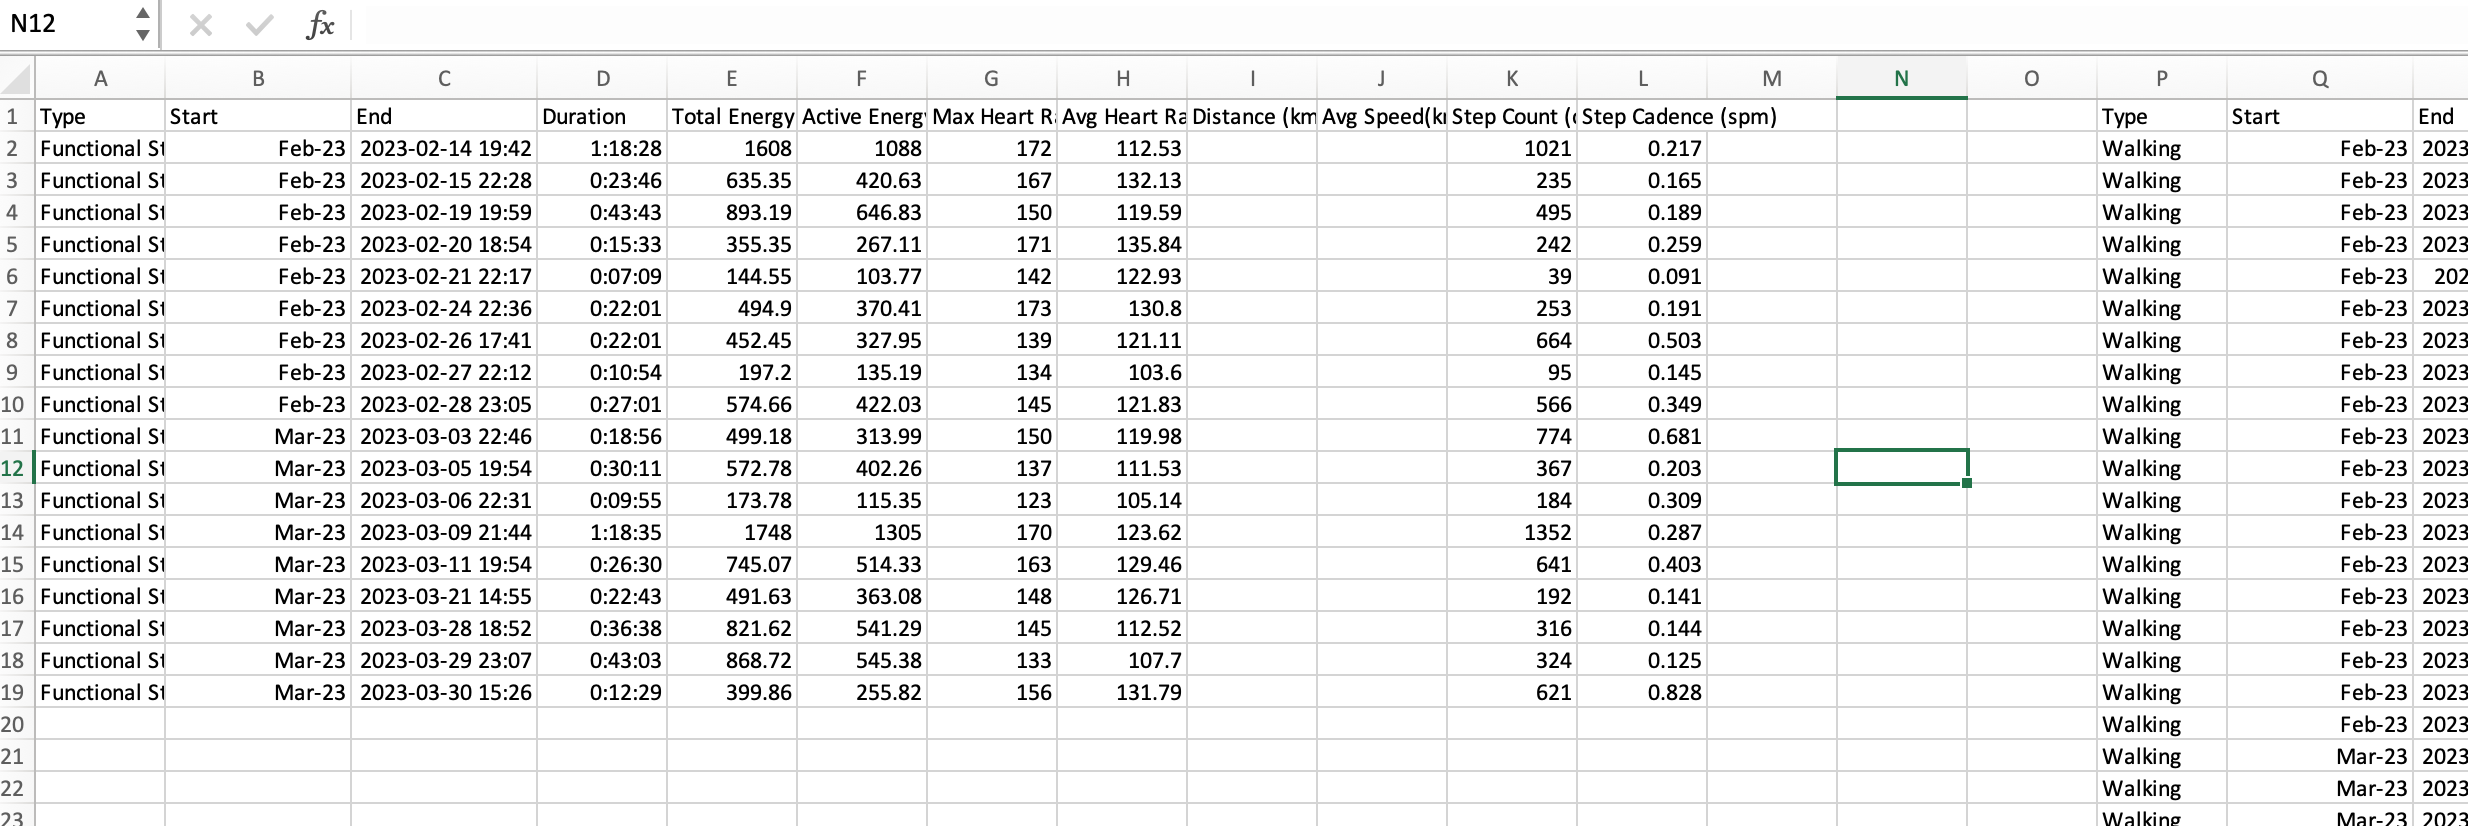 N12 fx
A B C D E F G H I J K L M N O P Q
1 Type Start End Duration Total Energy Active Energy Max Heart Ra Avg Heart Ra Distance (km Avg Speed(k Step Count ( Step Cadence (spm) Type Start End
2 Functional St Feb-23 2023-02-14 19:42 1:18:28 1608 1088 172 112.53 1021 0.217 Walking Feb-23 2023
3 Functional St Feb-23 2023-02-15 22:28 0:23:46 635.35 420.63 167 132.13 235 0.165 Walking Feb-23 2023
4 Functional St Feb-23 2023-02-19 19:59 0:43:43 893.19 646.83 150 119.59 495 0.189 Walking Feb-23 2023
5 Functional St Feb-23 2023-02-20 18:54 0:15:33 355.35 267.11 171 135.84 242 0.259 Walking Feb-23 2023
6 Functional St Feb-23 2023-02-21 22:17 0:07:09 144.55 103.77 142 122.93 39 0.091 Walking Feb-23 202
7 Functional St Feb-23 2023-02-24 22:36 0:22:01 494.9 370.41 173 130.8 253 0.191 Walking Feb-23 2023
8 Functional St Feb-23 2023-02-26 17:41 0:22:01 452.45 327.95 139 121.11 664 0.503 Walking Feb-23 2023
9 Functional St Feb-23 2023-02-27 22:12 0:10:54 197.2 135.19 134 103.6 95 0.145 Walking Feb-23 2023
10 Functional St Feb-23 2023-02-28 23:05 0:27:01 574.66 422.03 145 121.83 566 0.349 Walking Feb-23 2023
11 Functional St Mar-23 2023-03-03 22:46 0:18:56 499.18 313.99 150 119.98 774 0.681 Walking Feb-23 2023
12 Functional St Mar-23 2023-03-05 19:54 0:30:11 572.78 402.26 137 111.53 367 0.203 Walking Feb-23 2023
13 Functional St Mar-23 2023-03-06 22:31 0:09:55 173.78 115.35 123 105.14 184 0.309 Walking Feb-23 2023
14 Functional St Mar-23 2023-03-09 21:44 1:18:35 1748 1305 170 123.62 1352 0.287 Walking Feb-23 2023
15 Functional St Mar-23 2023-03-11 19:54 0:26:30 745.07 514.33 163 129.46 641 0.403 Walking Feb-23 2023
16 Functional St Mar-23 2023-03-21 14:55 0:22:43 491.63 363.08 148 126.71 192 0.141 Walking Feb-23 2023
17 Functional St Mar-23 2023-03-28 18:52 0:36:38 821.62 541.29 145 112.52 316 0.144 Walking Feb-23 2023
18 Functional St Mar-23 2023-03-29 23:07 0:43:03 868.72 545.38 133 107.7 324 0.125 Walking Feb-23 2023
19 Functional St Mar-23 2023-03-30 15:26 0:12:29 399.86 255.82 156 131.79 621 0.828 Walking Feb-23 2023
20 Walking Feb-23 2023
21 Walking Mar-23 2023
22 Walking Mar-23 2023
23 Walking Mar-23 2023